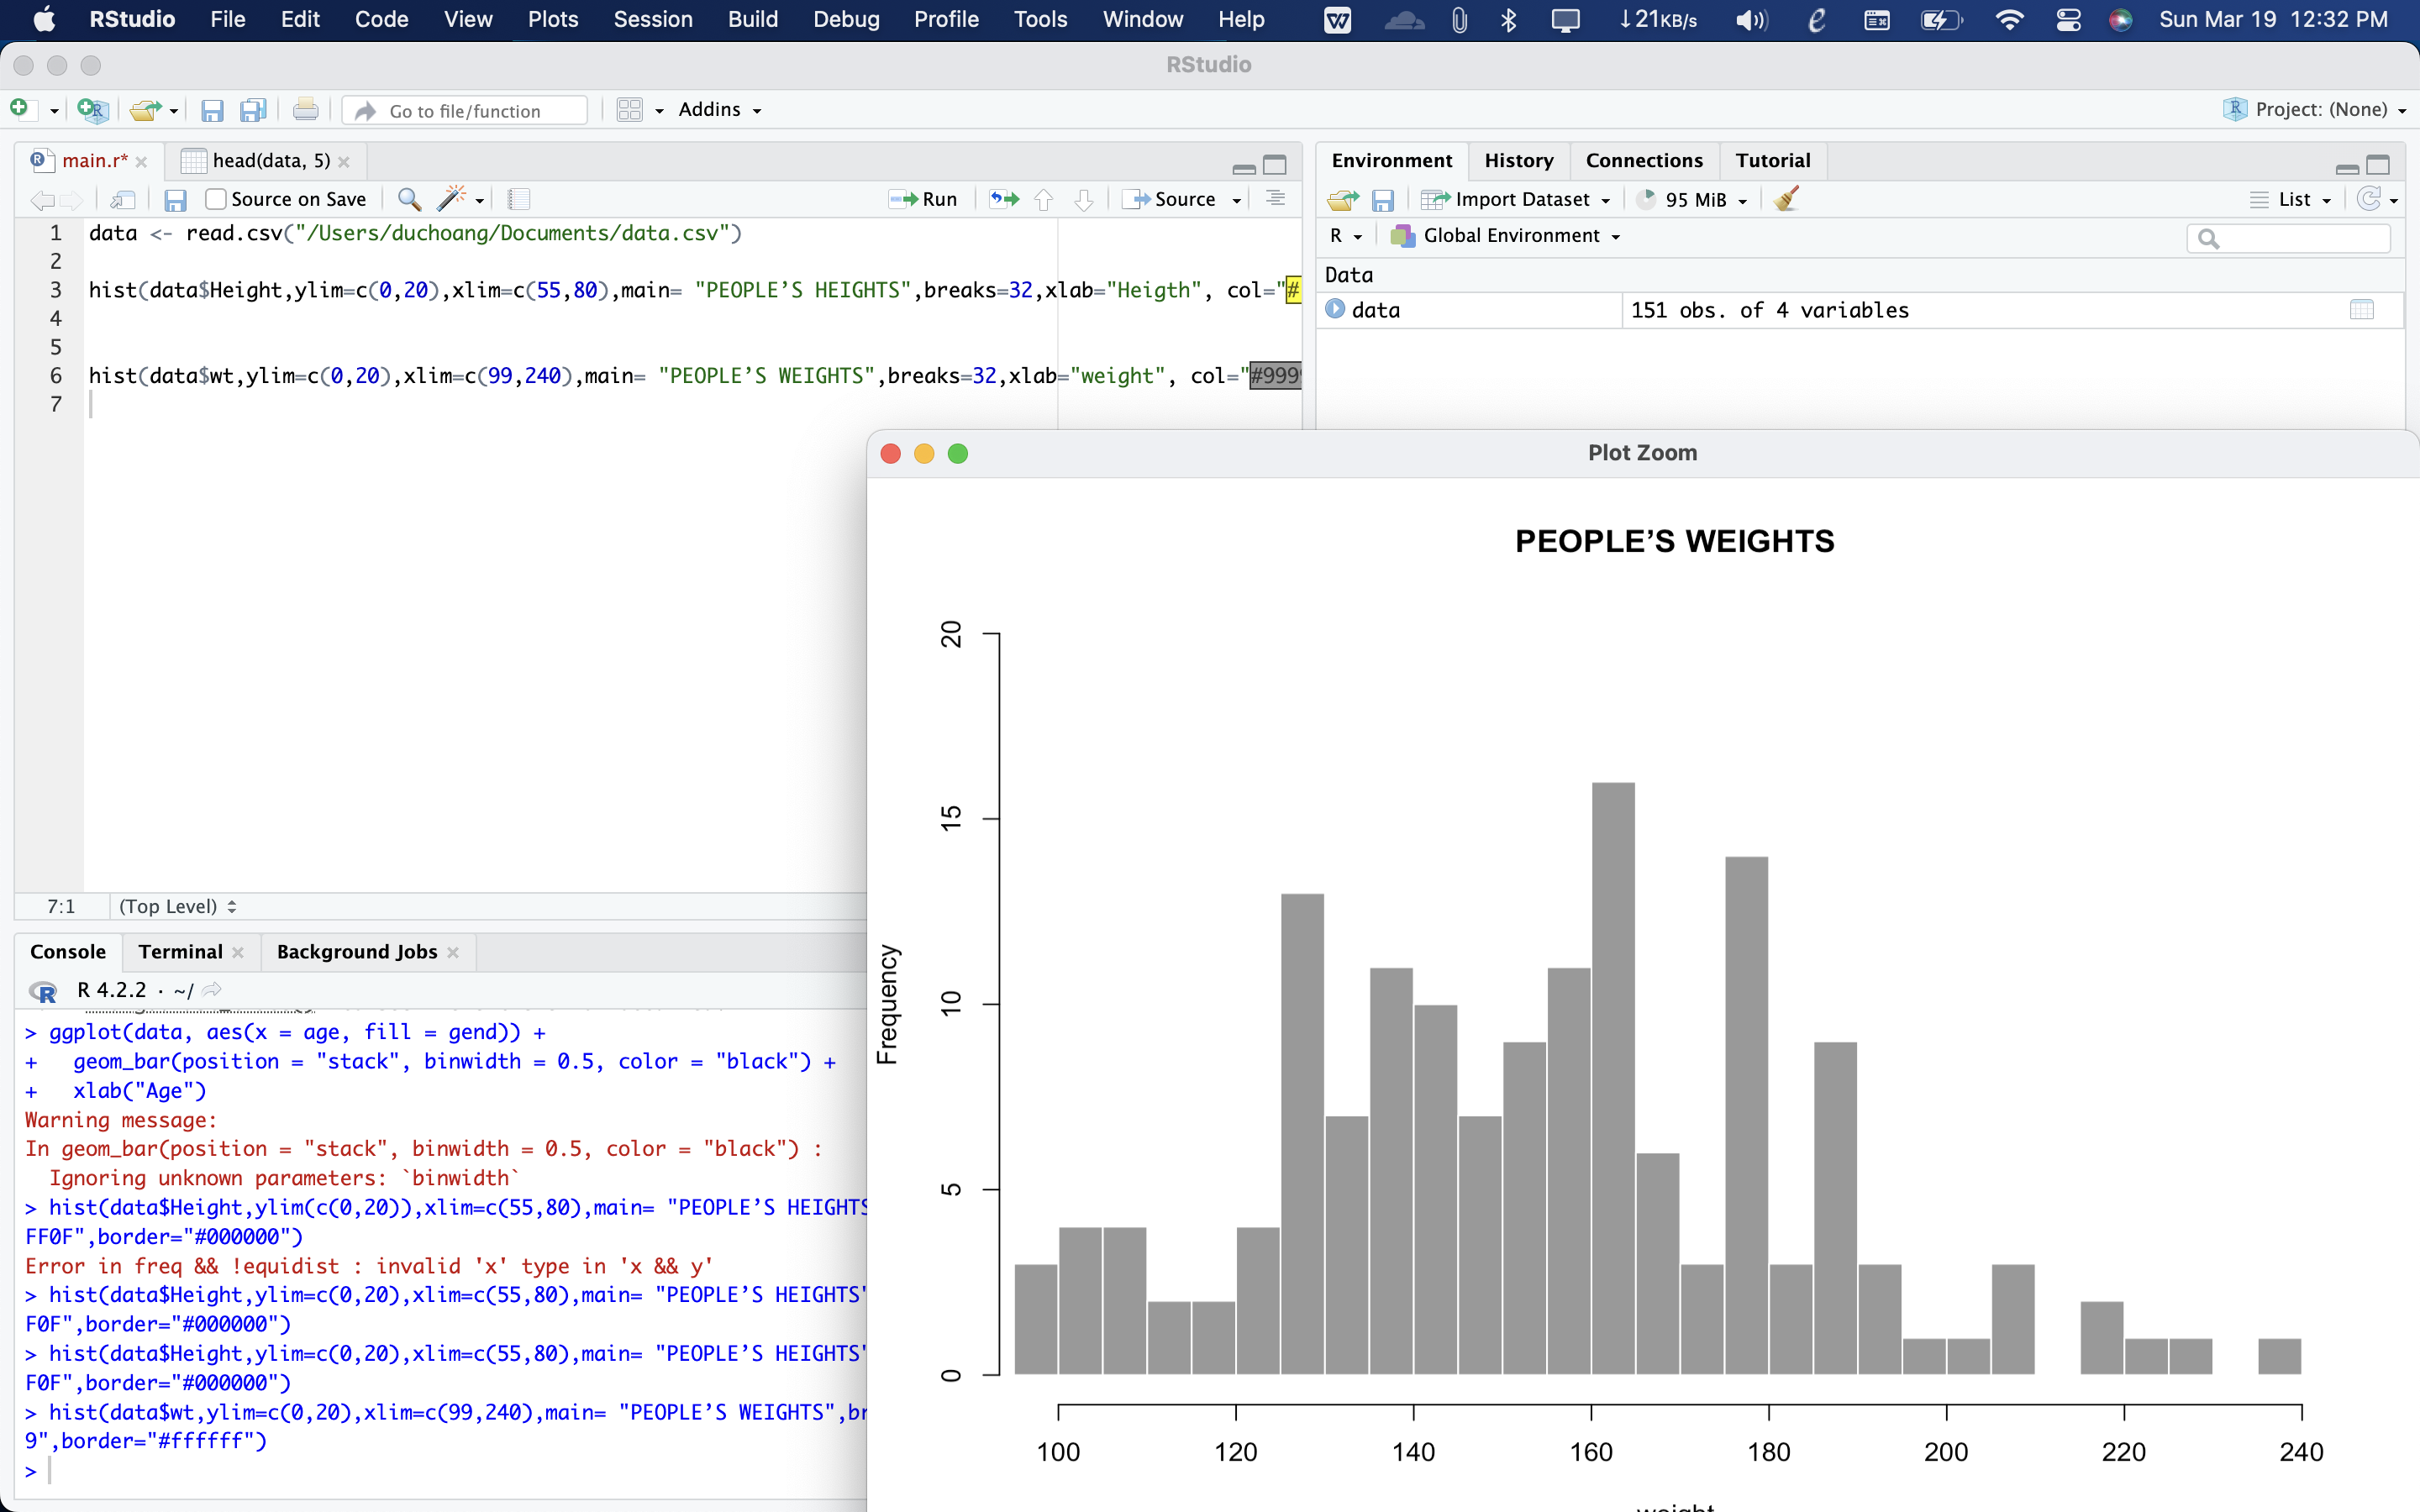 RStudio File Edit Code View Plots Session Build Debug Profile Tools Window Help ↓21KB/s Sun Mar 19 12:32 PM
RStudio
Go to file/function Addins Project: (None)
main.r* head(data, 5)
Source on Save Run Source
1 data <- read.csv("/Users/duchoang/Documents/data.csv")
2
3 hist(data$Height,ylim=c(0,20),xlim=c(55,80),main= "PEOPLE’S HEIGHTS",breaks=32,xlab="Heigth", col="#
4
5
6 hist(data$wt,ylim=c(0,20),xlim=c(99,240),main= "PEOPLE’S WEIGHTS",breaks=32,xlab="weight", col="#999
7
7:1 (Top Level)
Environment History Connections Tutorial
Import Dataset 95 MiB List
R Global Environment
Data
data 151 obs. of 4 variables
Console Terminal Background Jobs
R 4.2.2 · ~/
> ggplot(data, aes(x = age, fill = gend)) +
+ geom_bar(position = "stack", binwidth = 0.5, color = "black") +
+ xlab("Age")
Warning message:
In geom_bar(position = "stack", binwidth = 0.5, color = "black") :
Ignoring unknown parameters: `binwidth`
> hist(data$Height,ylim(c(0,20)),xlim=c(55,80),main= "PEOPLE’S HEIGHTS
FF0F",border="#000000")
Error in freq && !equidist : invalid 'x' type in 'x && y'
> hist(data$Height,ylim=c(0,20),xlim=c(55,80),main= "PEOPLE’S HEIGHTS"
F0F",border="#000000")
> hist(data$Height,ylim=c(0,20),xlim=c(55,80),main= "PEOPLE’S HEIGHTS"
F0F",border="#000000")
> hist(data$wt,ylim=c(0,20),xlim=c(99,240),main= "PEOPLE’S WEIGHTS",br
9",border="#ffffff")
>
Plot Zoom
PEOPLE’S WEIGHTS
Frequency
20
15
10
5
0
100 120 140 160 180 200 220 240
weight